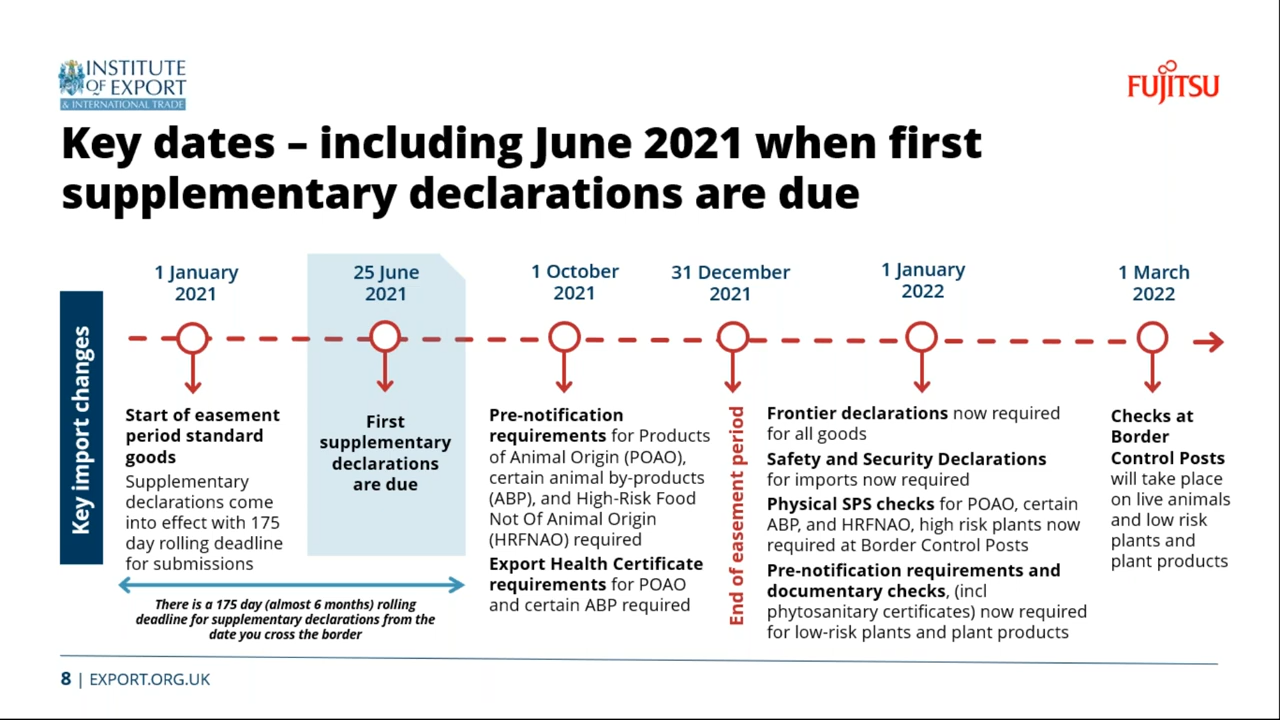 INSTITUTE
OF EXPORT
& INTERNATIONAL TRADE
FUJITSU
Key dates – including June 2021 when first
supplementary declarations are due
Key import changes
1 January
2021
Start of easement
period standard
goods
Supplementary
declarations come
into effect with 175
day rolling deadline
for submissions
There is a 175 day (almost 6 months) rolling
deadline for supplementary declarations from the
date you cross the border
25 June
2021
First
supplementary
declarations
are due
1 October
2021
Pre-notification
requirements for Products
of Animal Origin (POAO),
certain animal by-products
(ABP), and High-Risk Food
Not Of Animal Origin
(HRFNAO) required
Export Health Certificate
requirements for POAO
and certain ABP required
31 December
2021
End of easement period
1 January
2022
Frontier declarations now required
for all goods
Safety and Security Declarations
for imports now required
Physical SPS checks for POAO, certain
ABP, and HRFNAO, high risk plants now
required at Border Control Posts
Pre-notification requirements and
documentary checks, (incl
phytosanitary certificates) now required
for low-risk plants and plant products
1 March
2022
Checks at
Border
Control Posts
will take place
on live animals
and low risk
plants and
plant products
8 | EXPORT.ORG.UK